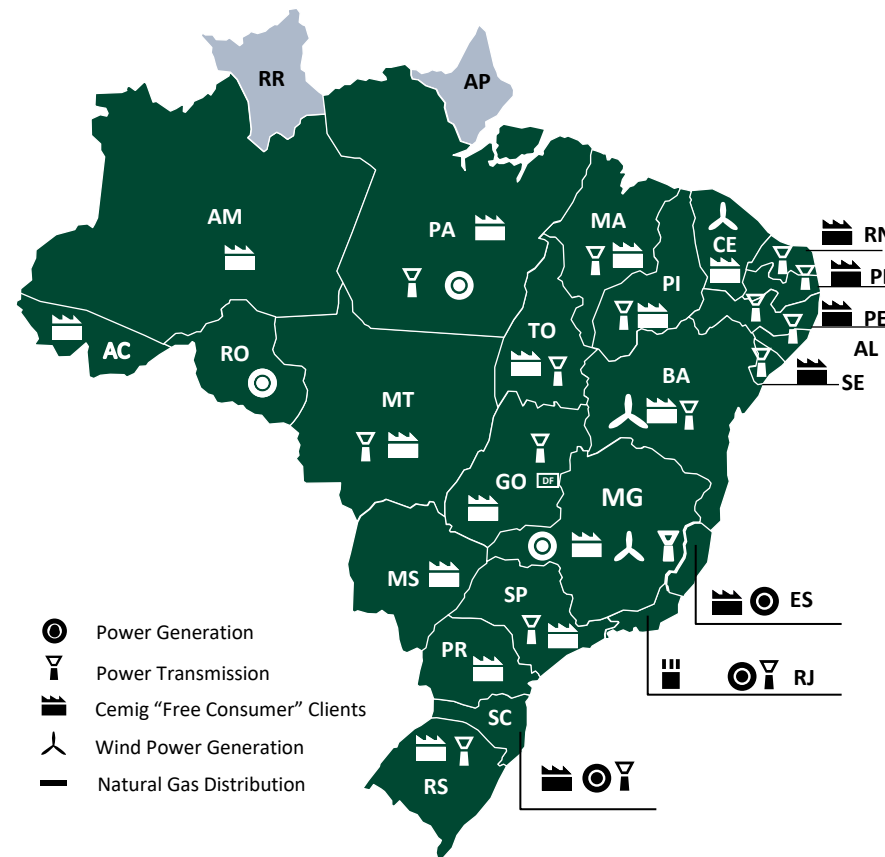 RR
AP
AM
PA
MA
CE
RN
PI
PI
PE
AL
SE
AC
RO
TO
BA
MT
GO
DF
MG
MS
SP
ES
PR
RJ
SC
RS
Power Generation
Power Transmission
Cemig “Free Consumer” Clients
Wind Power Generation
Natural Gas Distribution